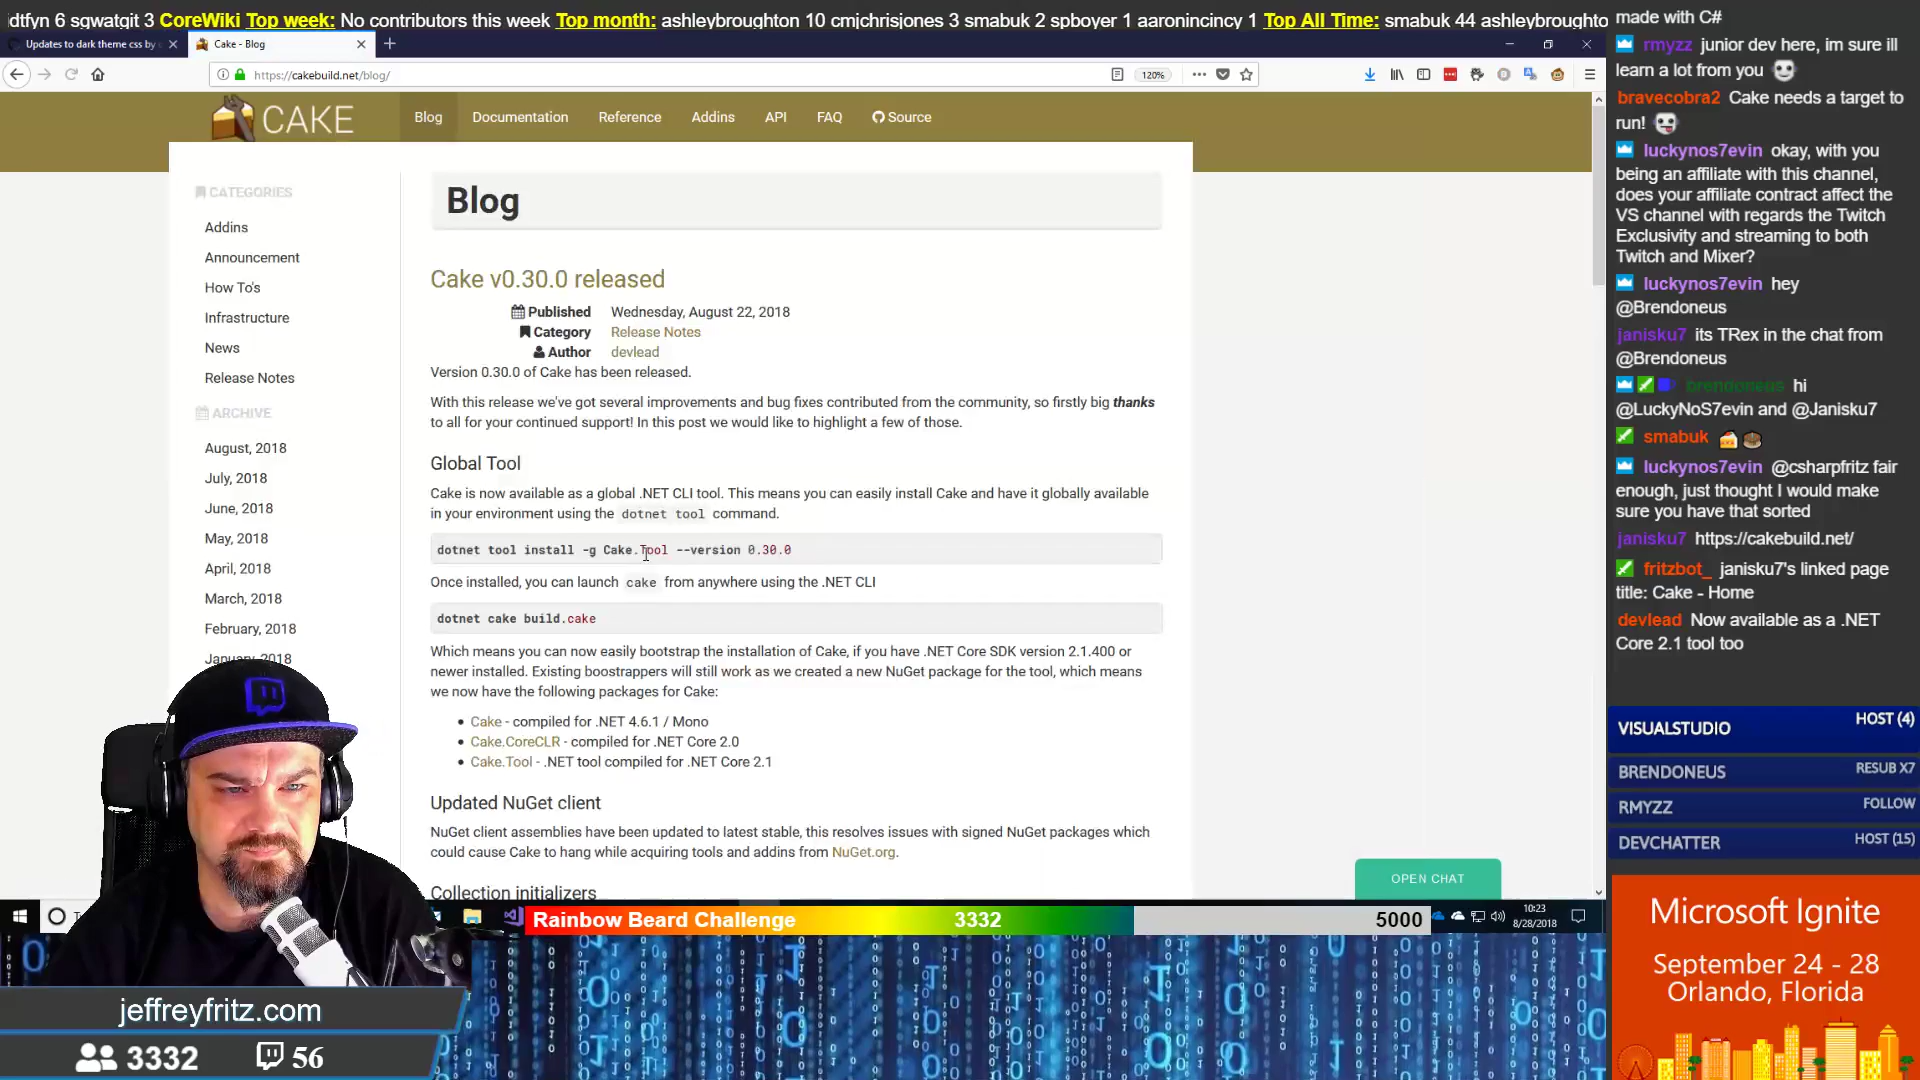 dtfyn 6 sgwatgit 3 CoreWiki Top week: No contributors this week Top month: ashleybroughton 10 cmjchrisjones 3 smabuk 2 spboyer 1 aaronincincy 1 Top All Time: smabuk 44 ashleybroughto
Updates to dark theme css by
Cake - Blog
https://cakebuild.net/blog/
120%
CAKE
Blog
Documentation
Reference
Addins
API
FAQ
Source
CATEGORIES
Addins
Announcement
How To's
Infrastructure
News
Release Notes
ARCHIVE
August, 2018
July, 2018
June, 2018
May, 2018
April, 2018
March, 2018
February, 2018
January, 2018
Blog
Cake v0.30.0 released
Published Wednesday, August 22, 2018
Category Release Notes
Author devlead
Version 0.30.0 of Cake has been released.
With this release we've got several improvements and bug fixes contributed from the community, so firstly big thanks
to all for your continued support! In this post we would like to highlight a few of those.
Global Tool
Cake is now available as a global .NET CLI tool. This means you can easily install Cake and have it globally available
in your environment using the dotnet tool command.
dotnet tool install -g Cake.Tool --version 0.30.0
Once installed, you can launch cake from anywhere using the .NET CLI
dotnet cake build.cake
Which means you can now easily bootstrap the installation of Cake, if you have .NET Core SDK version 2.1.400 or
newer installed. Existing boostrappers will still work as we created a new NuGet package for the tool, which means
we now have the following packages for Cake:
Cake - compiled for .NET 4.6.1 / Mono
Cake.CoreCLR - compiled for .NET Core 2.0
Cake.Tool - .NET tool compiled for .NET Core 2.1
Updated NuGet client
NuGet client assemblies have been updated to latest stable, this resolves issues with signed NuGet packages which
could cause Cake to hang while acquiring tools and addins from NuGet.org.
Collection initializers
OPEN CHAT
10:23
8/28/2018
Rainbow Beard Challenge 3332 5000
jeffreyfritz.com
3332 56
made with C#
rmyzz junior dev here, im sure ill
learn a lot from you
bravecobra2 Cake needs a target to
run!
luckynos7evin okay, with you
being an affiliate with this channel,
does your affiliate contract affect the
VS channel with regards the Twitch
Exclusivity and streaming to both
Twitch and Mixer?
luckynos7evin hey
@Brendoneus
janisku7 its TRex in the chat from
@Brendoneus
brendoneus hi
@LuckyNoS7evin and @Janisku7
smabuk
luckynos7evin @csharpfritz fair
enough, just thought I would make
sure you have that sorted
janisku7 https://cakebuild.net/
fritzbot_ janisku7's linked page
title: Cake - Home
devlead Now available as a .NET
Core 2.1 tool too
VISUALSTUDIO HOST (4)
BRENDONEUS RESUB X7
RMYZZ FOLLOW
DEVCHATTER HOST (15)
Microsoft Ignite
September 24 - 28
Orlando, Florida